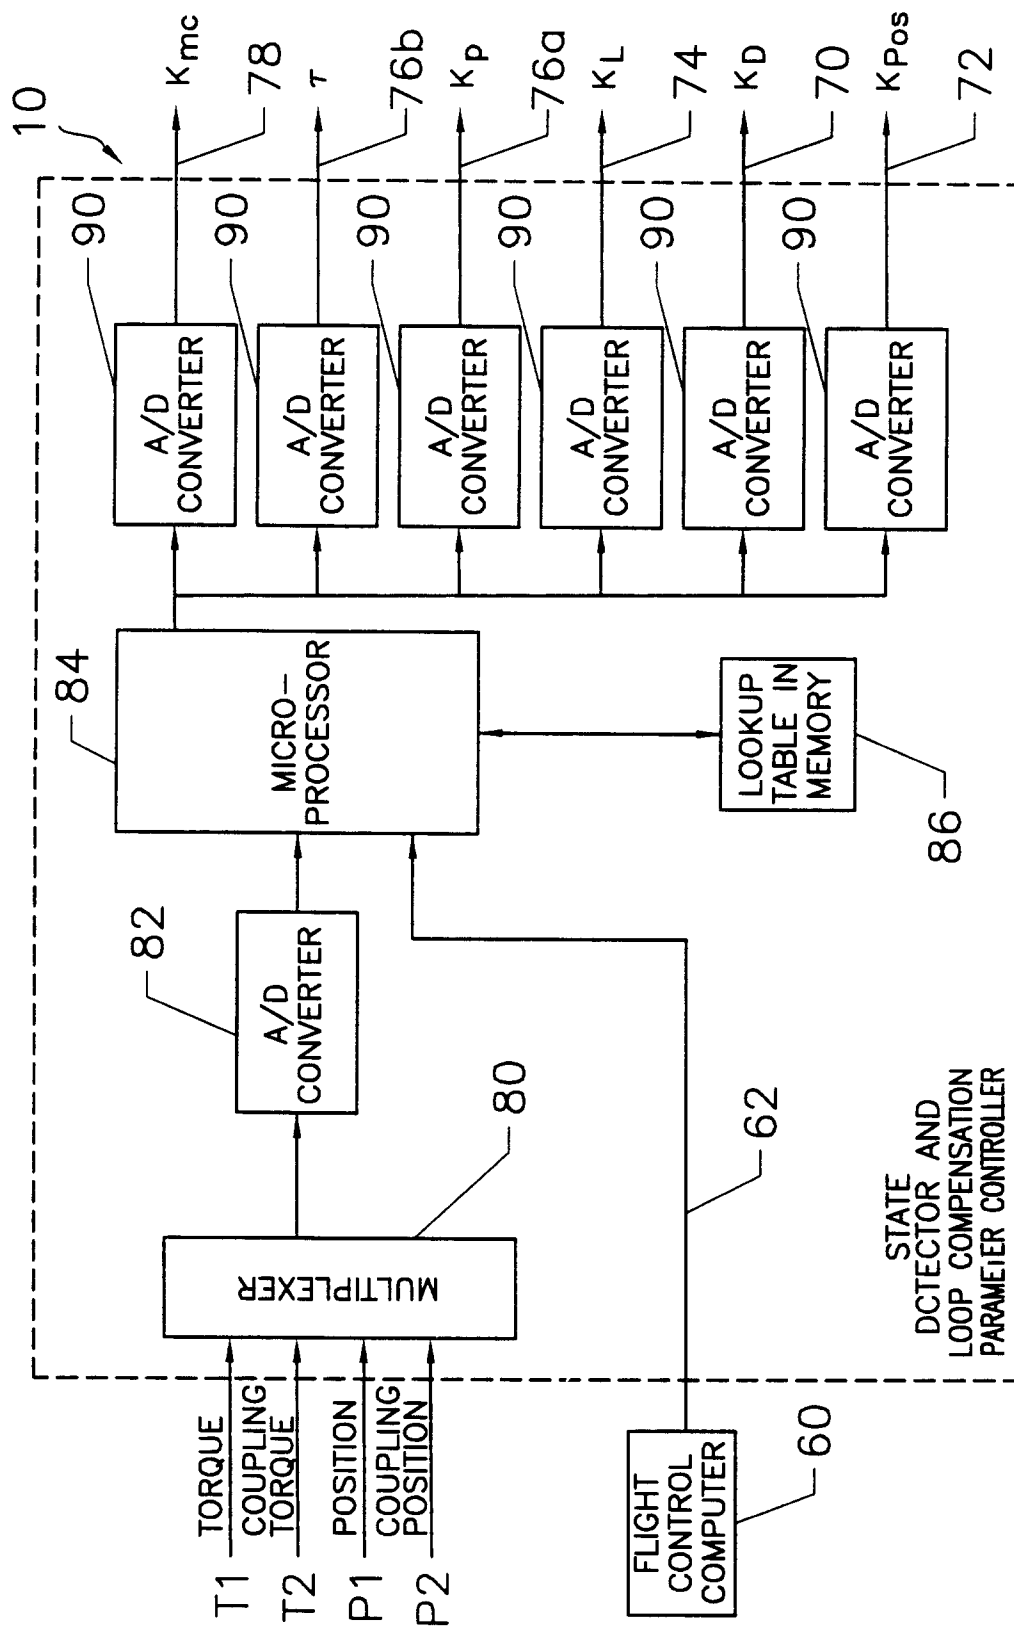 10
T1
TORQUE
T2
COUPLING
TORQUE
P1
POSITION
P2
COUPLING
POSITION
MULTIPLEXER
80
82
A/D
CONVERTER
84
MICRO-
PROCESSOR
LOOKUP
TABLE IN
MEMORY
86
FLIGHT
CONTROL
COMPUTER
60
62
90
A/D
CONVERTER
Kmc
78
90
A/D
CONVERTER
τ
76b
90
A/D
CONVERTER
Kp
76a
90
A/D
CONVERTER
KL
74
90
A/D
CONVERTER
KD
70
90
A/D
CONVERTER
KPos
72
STATE
DCTECTOR AND
LOOP COMPENSATION
PARAMEiER CONTROLLER